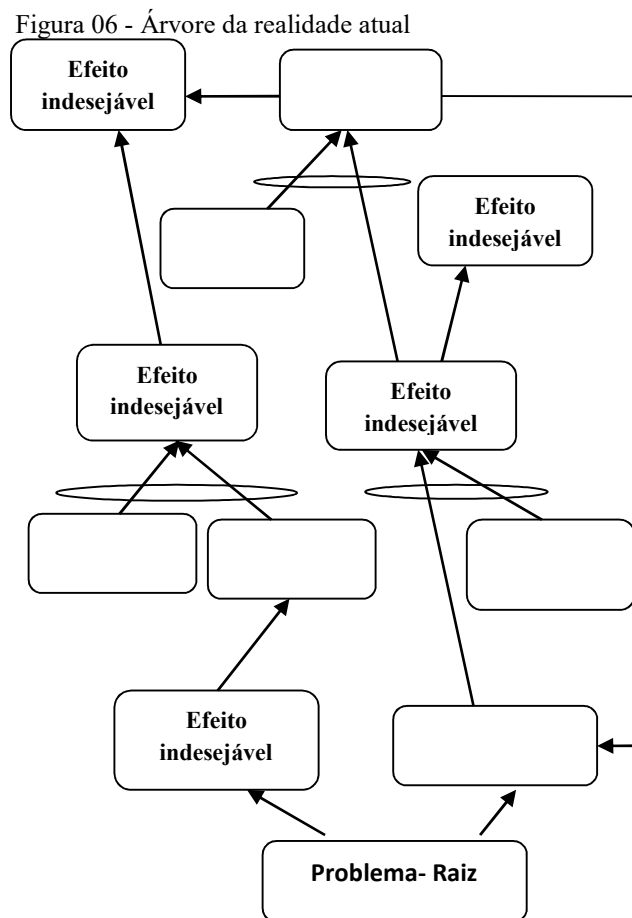 Figura 06 - Árvore da realidade atual
Efeito
indesejável
Efeito
indesejável
Efeito
indesejável
Efeito
indesejável
Efeito
indesejável
Problema- Raiz